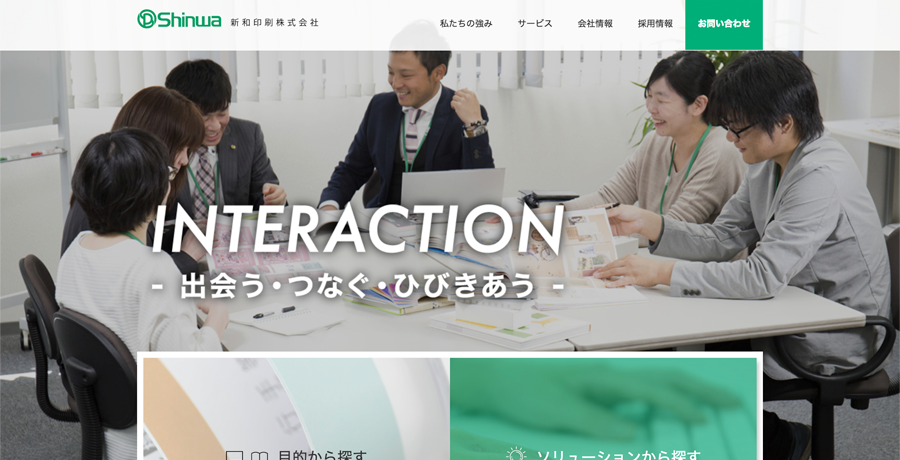 Shinwa 新和印刷株式会社
私たちの強み サービス 会社情報 採用情報 お問い合わせ
INTERACTION
- 出会う・つなぐ・ひびきあう -
目的から探す
ソリューションから探す